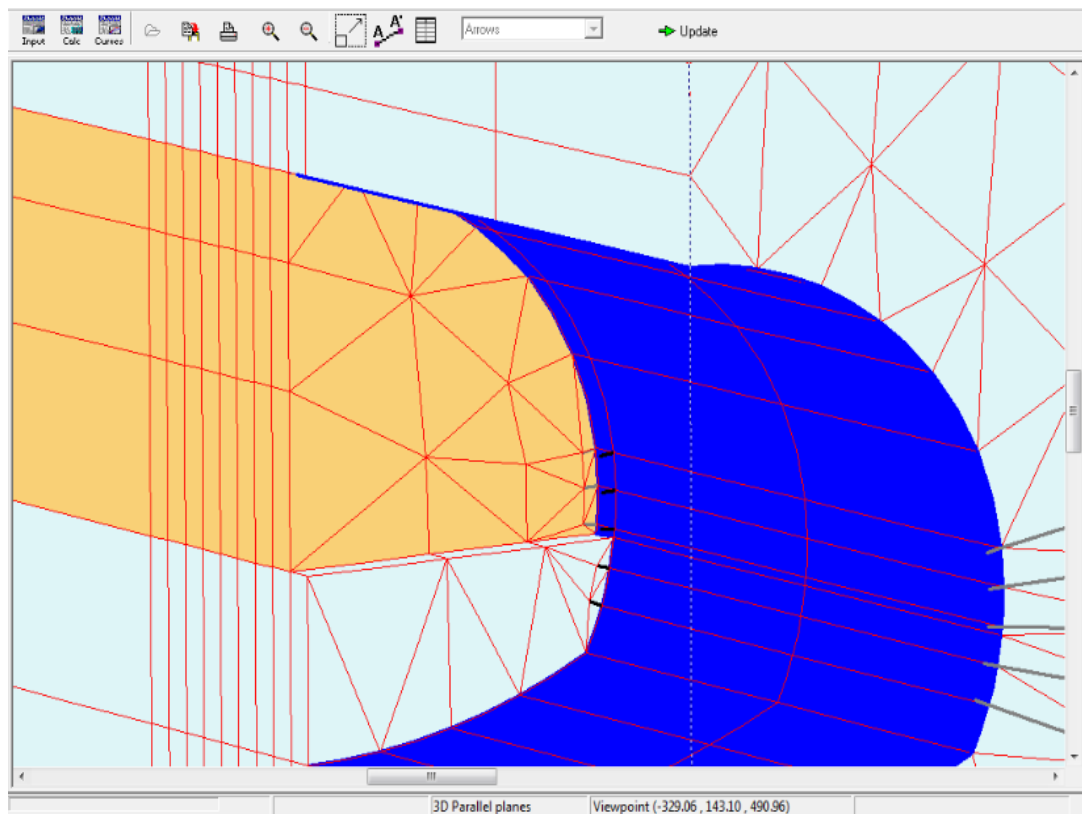 Input Calc Curves A A* Arrows Update
3D Parallel planes Viewpoint (-329.06 , 143.10 , 490.96)